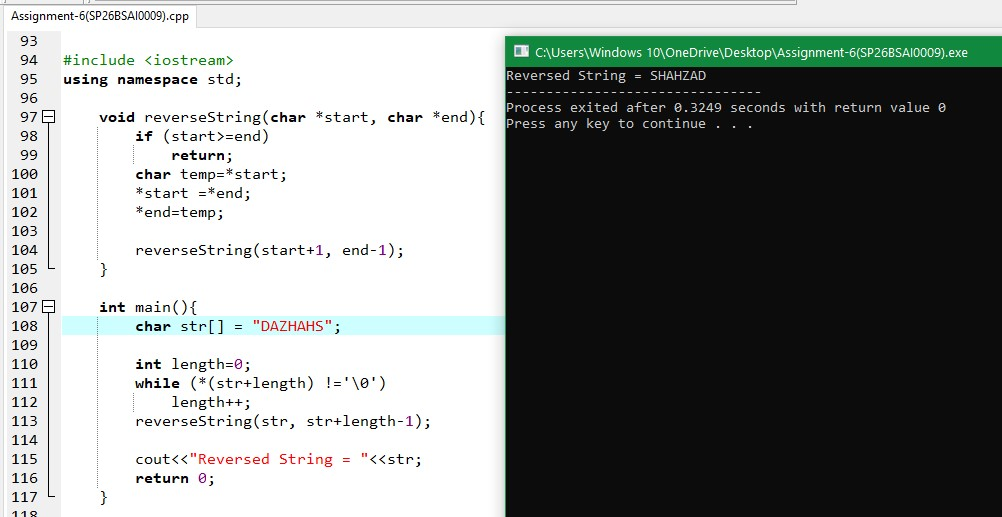 Assignment-6(SP26BSAI0009).cpp
93
94 #include <iostream>
95 using namespace std;
96
97 void reverseString(char *start, char *end){
98 if (start>=end)
99 return;
100 char temp=*start;
101 *start =*end;
102 *end=temp;
103
104 reverseString(start+1, end-1);
105 }
106
107 int main(){
108 char str[] = "DAZHAHS";
109
110 int length=0;
111 while (*(str+length) !='\0')
112 length++;
113 reverseString(str, str+length-1);
114
115 cout<<"Reversed String = "<<str;
116 return 0;
117 }
118
C:\Users\Windows 10\OneDrive\Desktop\Assignment-6(SP26BSAI0009).exe
Reversed String = SHAHZAD
--------------------------------
Process exited after 0.3249 seconds with return value 0
Press any key to continue . . .